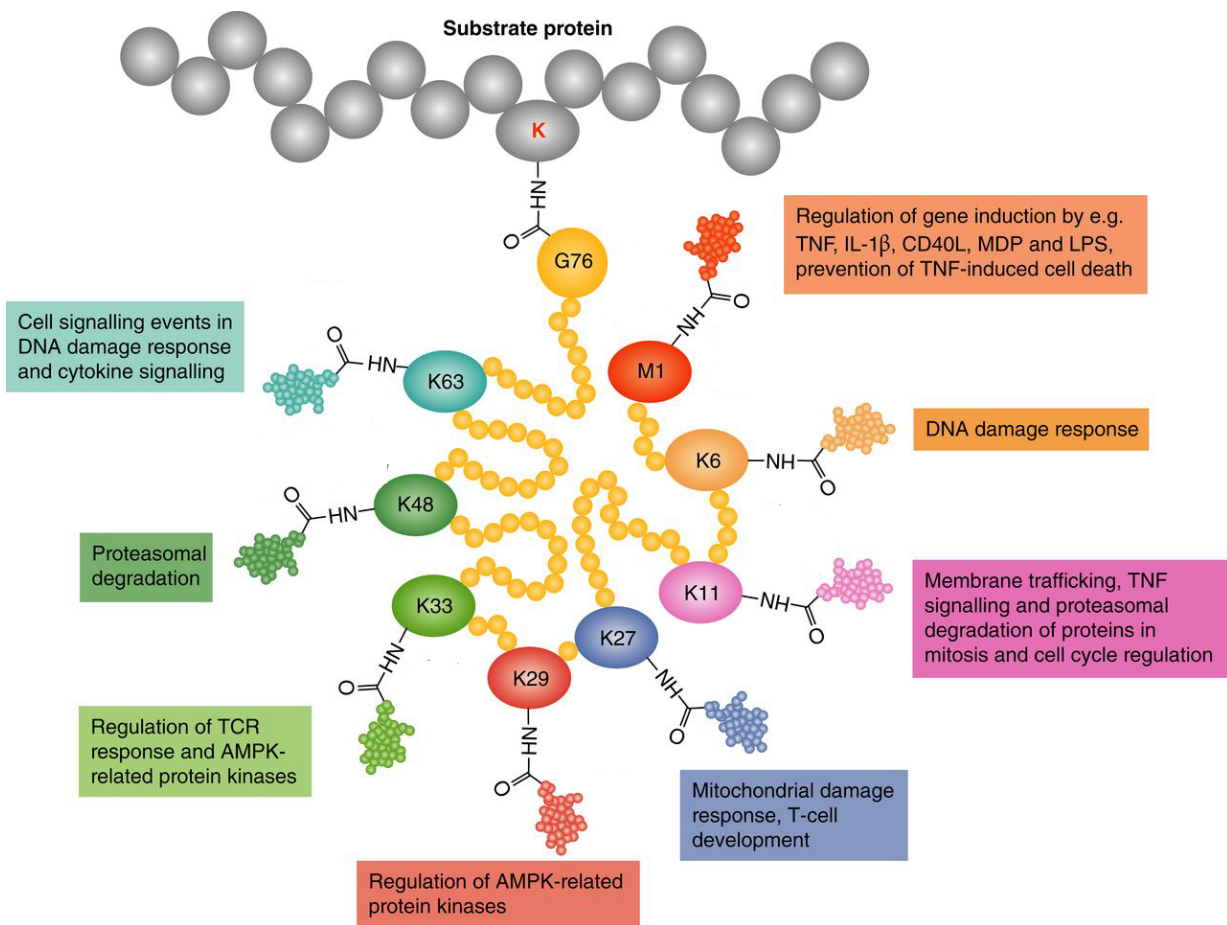 Substrate protein
K
HN
O
G76
Regulation of gene induction by e.g.
TNF, IL-1β, CD40L, MDP and LPS,
prevention of TNF-induced cell death
O
NH
M1
Cell signalling events in
DNA damage response
and cytokine signalling
O
HN
K63
DNA damage response
K6
NH
O
K48
HN
O
Proteasomal
degradation
K11
NH
O
Membrane trafficking, TNF
signalling and proteasomal
degradation of proteins in
mitosis and cell cycle regulation
K33
HN
O
Regulation of TCR
response and AMPK-
related protein kinases
K27
NH
O
Mitochondrial damage
response, T-cell
development
K29
HN
O
Regulation of AMPK-related
protein kinases